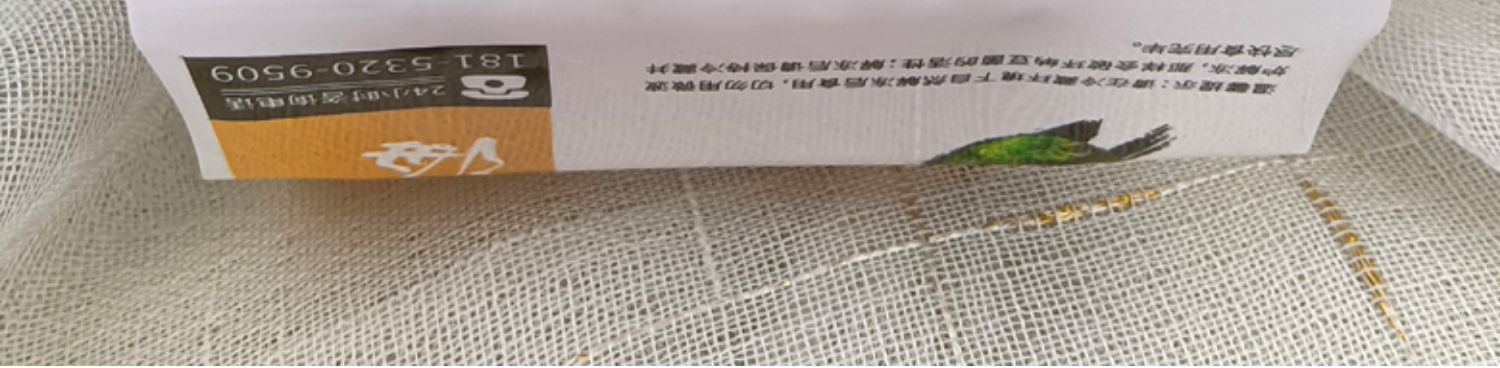 温馨提示：请在冷藏环境下自然解冻后食用，切勿用微波
炉解冻，那样会破坏纳豆菌的活性；解冻后请保持冷藏并
尽快食用完毕。
24小时咨询电话
181-5320-9509